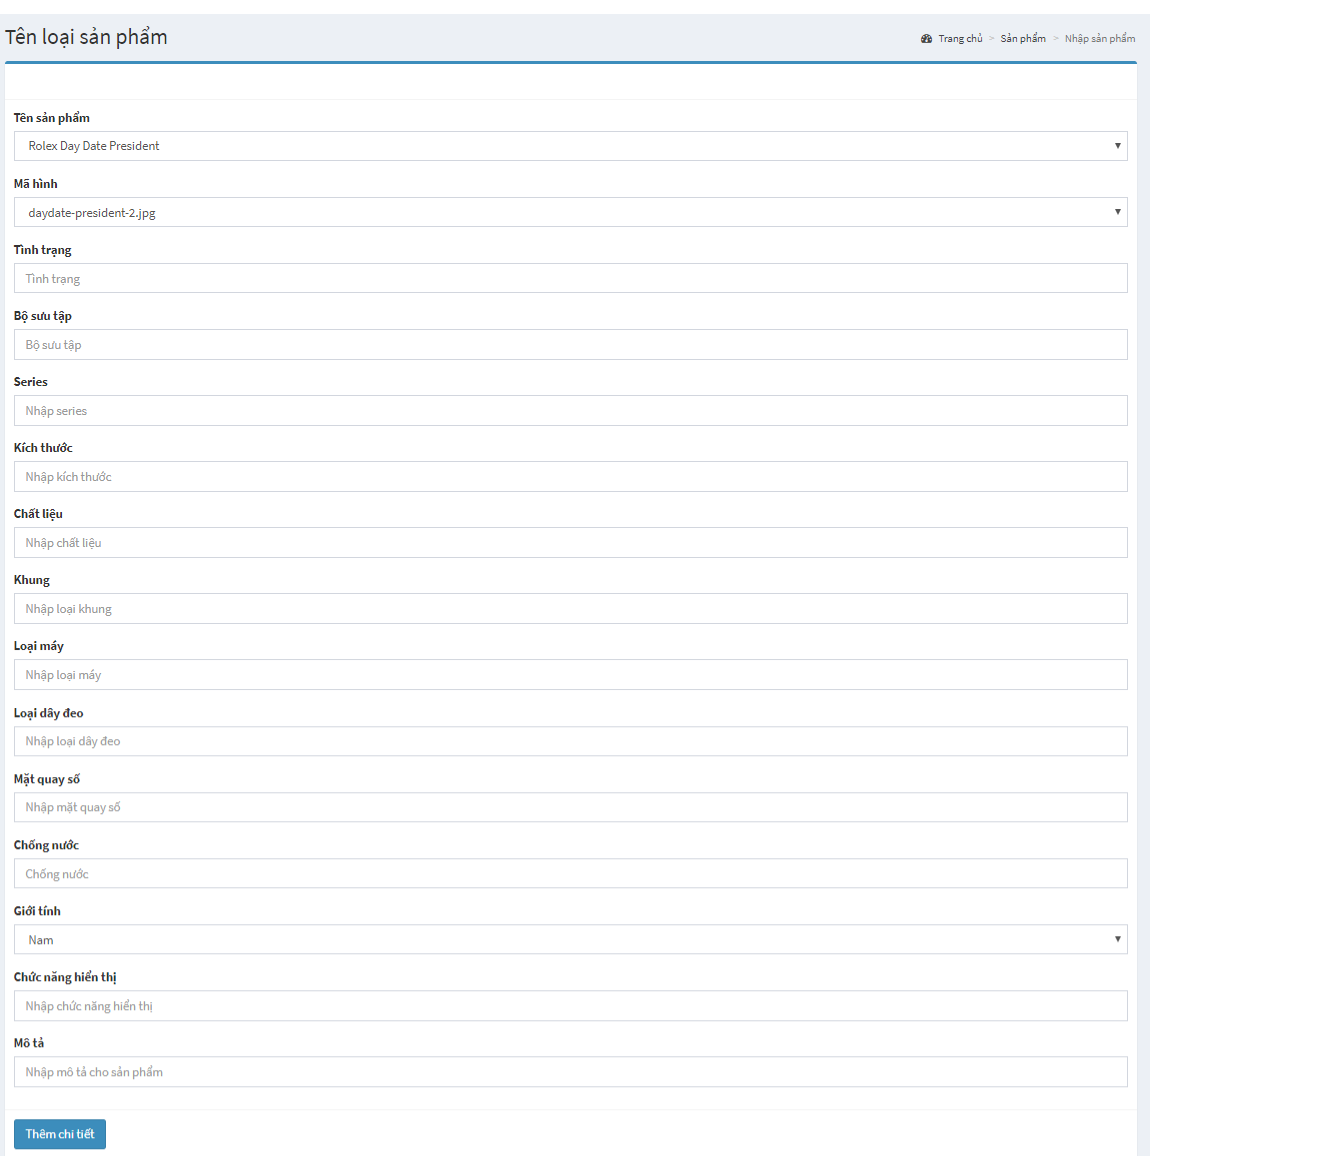 Tên loại sản phẩm
Trang chủ > Sản phẩm > Nhập sản phẩm
Tên sản phẩm
Rolex Day Date President
Mã hình
daydate-president-2.jpg
Tình trạng
Tình trạng
Bộ sưu tập
Bộ sưu tập
Series
Nhập series
Kích thước
Nhập kích thước
Chất liệu
Nhập chất liệu
Khung
Nhập loại khung
Loại máy
Nhập loại máy
Loại dây đeo
Nhập loại dây đeo
Mặt quay số
Nhập mặt quay số
Chống nước
Chống nước
Giới tính
Nam
Chức năng hiển thị
Nhập chức năng hiển thị
Mô tả
Nhập mô tả cho sản phẩm
Thêm chi tiết